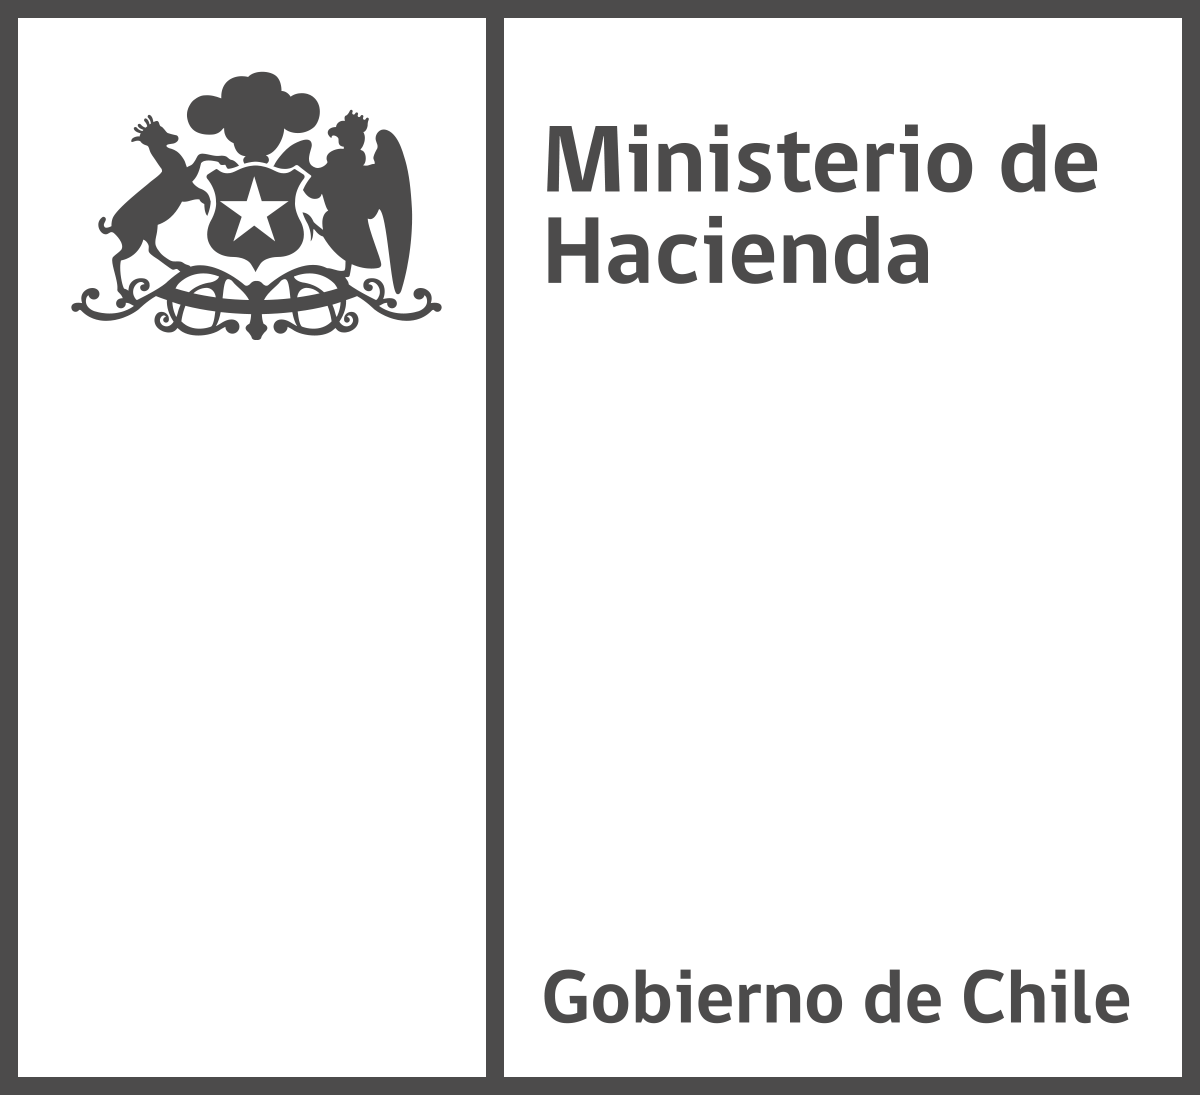 Ministerio de
Hacienda
Gobierno de Chile